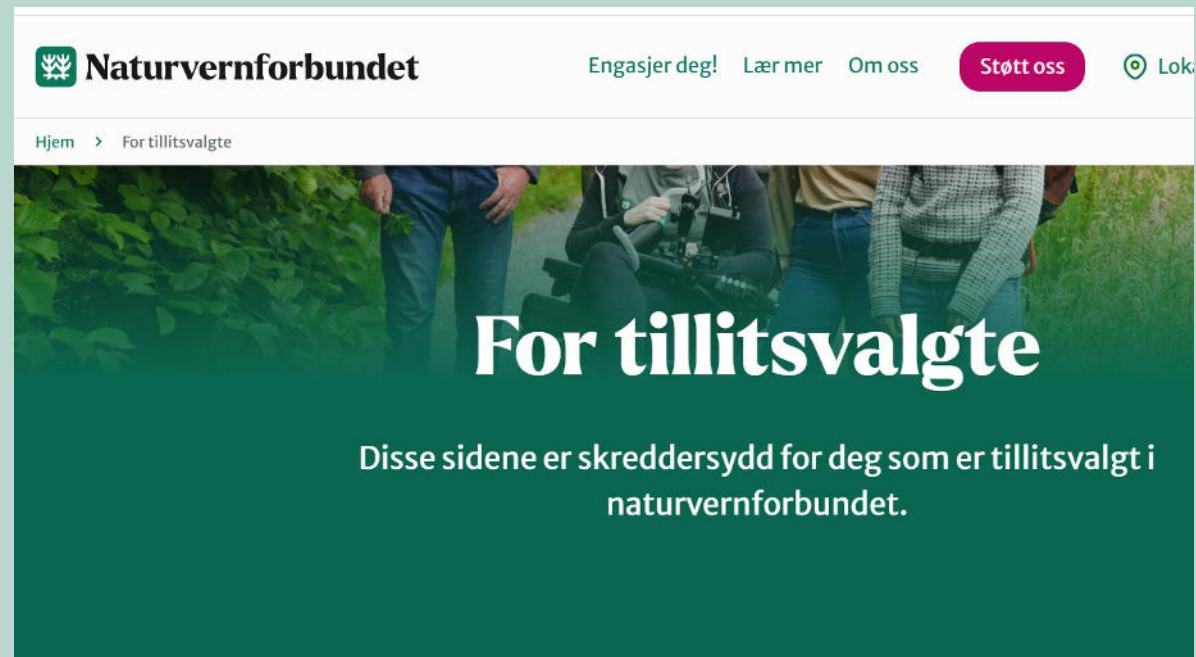 Naturvernforbundet
Engasjer deg! Lær mer Om oss Støtt oss
Hjem > For tillitsvalgte
For tillitsvalgte
Disse sidene er skreddersydd for deg som er tillitsvalgt i
naturvernforbundet.